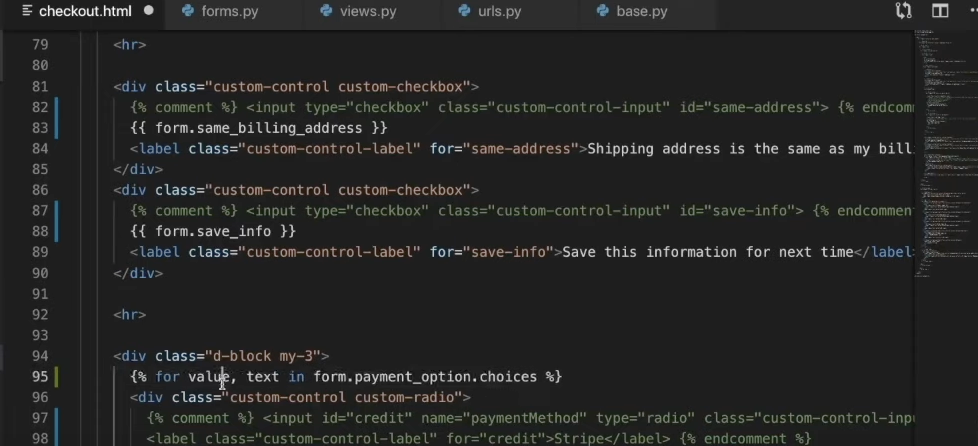 checkout.html forms.py views.py urls.py base.py
79 <hr>
80
81 <div class="custom-control custom-checkbox">
82 {% comment %} <input type="checkbox" class="custom-control-input" id="same-address"> {% endcom
83 {{ form.same_billing_address }}
84 <label class="custom-control-label" for="same-address">Shipping address is the same as my bill
85 </div>
86 <div class="custom-control custom-checkbox">
87 {% comment %} <input type="checkbox" class="custom-control-input" id="save-info"> {% endcommen
88 {{ form.save_info }}
89 <label class="custom-control-label" for="save-info">Save this information for next time</label
90 </div>
91
92 <hr>
93
94 <div class="d-block my-3">
95 {% for value, text in form.payment_option.choices %}
96 <div class="custom-control custom-radio">
97 {% comment %} <input id="credit" name="paymentMethod" type="radio" class="custom-control-inp
98 <label class="custom-control-label" for="credit">Stripe</label> {% endcomment %}